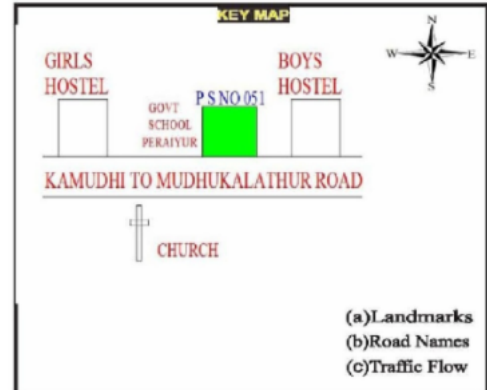 KEY MAP
N
W E
S
GIRLS
HOSTEL
BOYS
HOSTEL
P S NO 051
GOVT
SCHOOL
PERAIYUR
KAMUDHI TO MUDHUKALATHUR ROAD
CHURCH
(a)Landmarks
(b)Road Names
(c)Traffic Flow